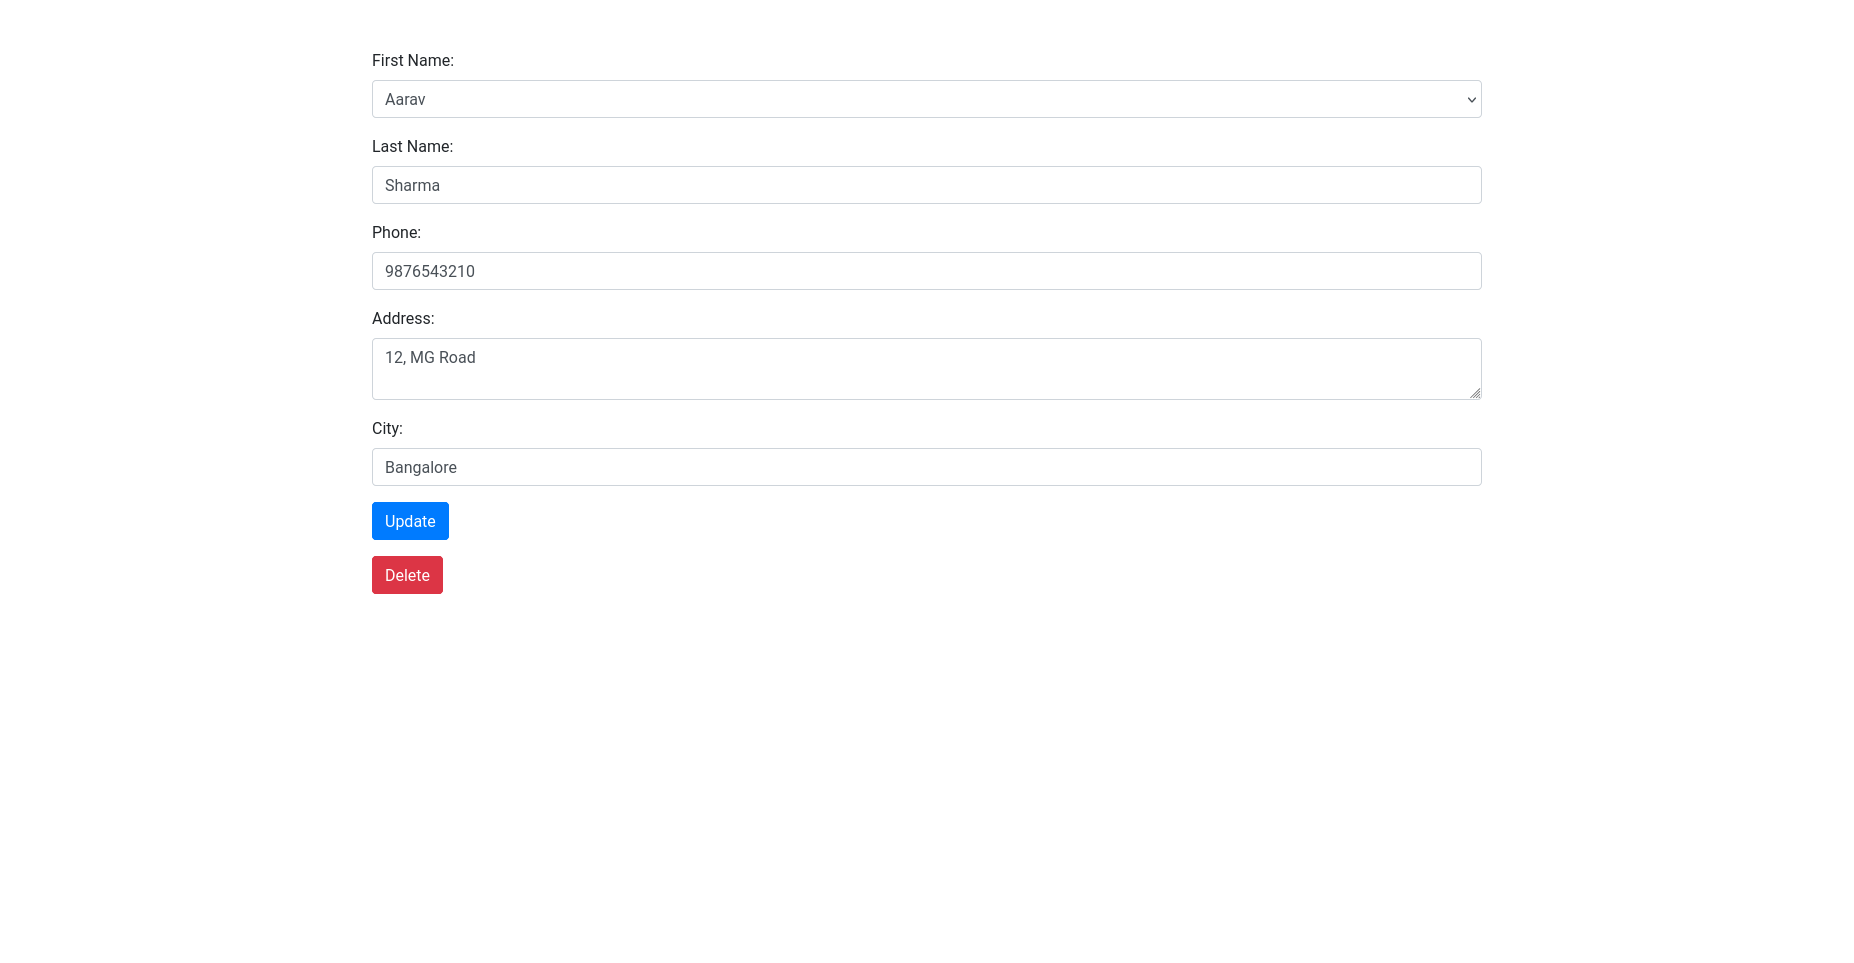 First Name:
Aarav
Last Name:
Sharma
Phone:
9876543210
Address:
12, MG Road
City:
Bangalore
Update
Delete